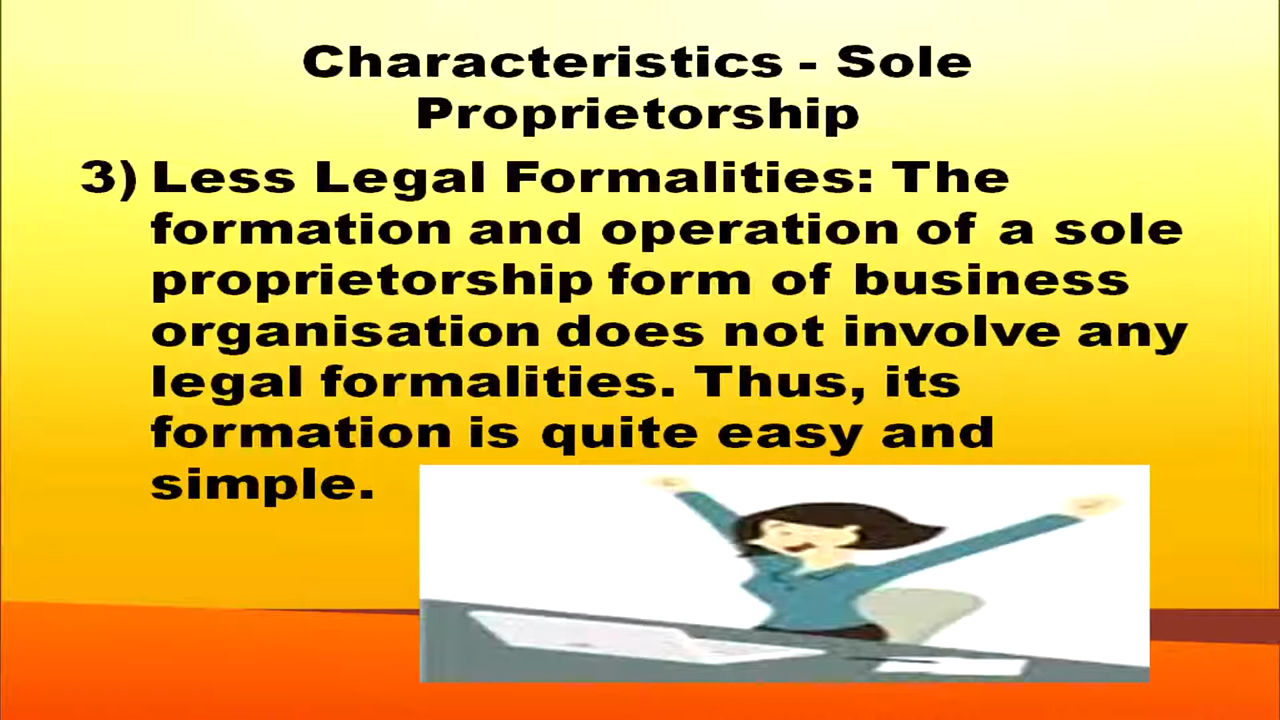 Characteristics - Sole
Proprietorship
3) Less Legal Formalities: The
formation and operation of a sole
proprietorship form of business
organisation does not involve any
legal formalities. Thus, its
formation is quite easy and
simple.